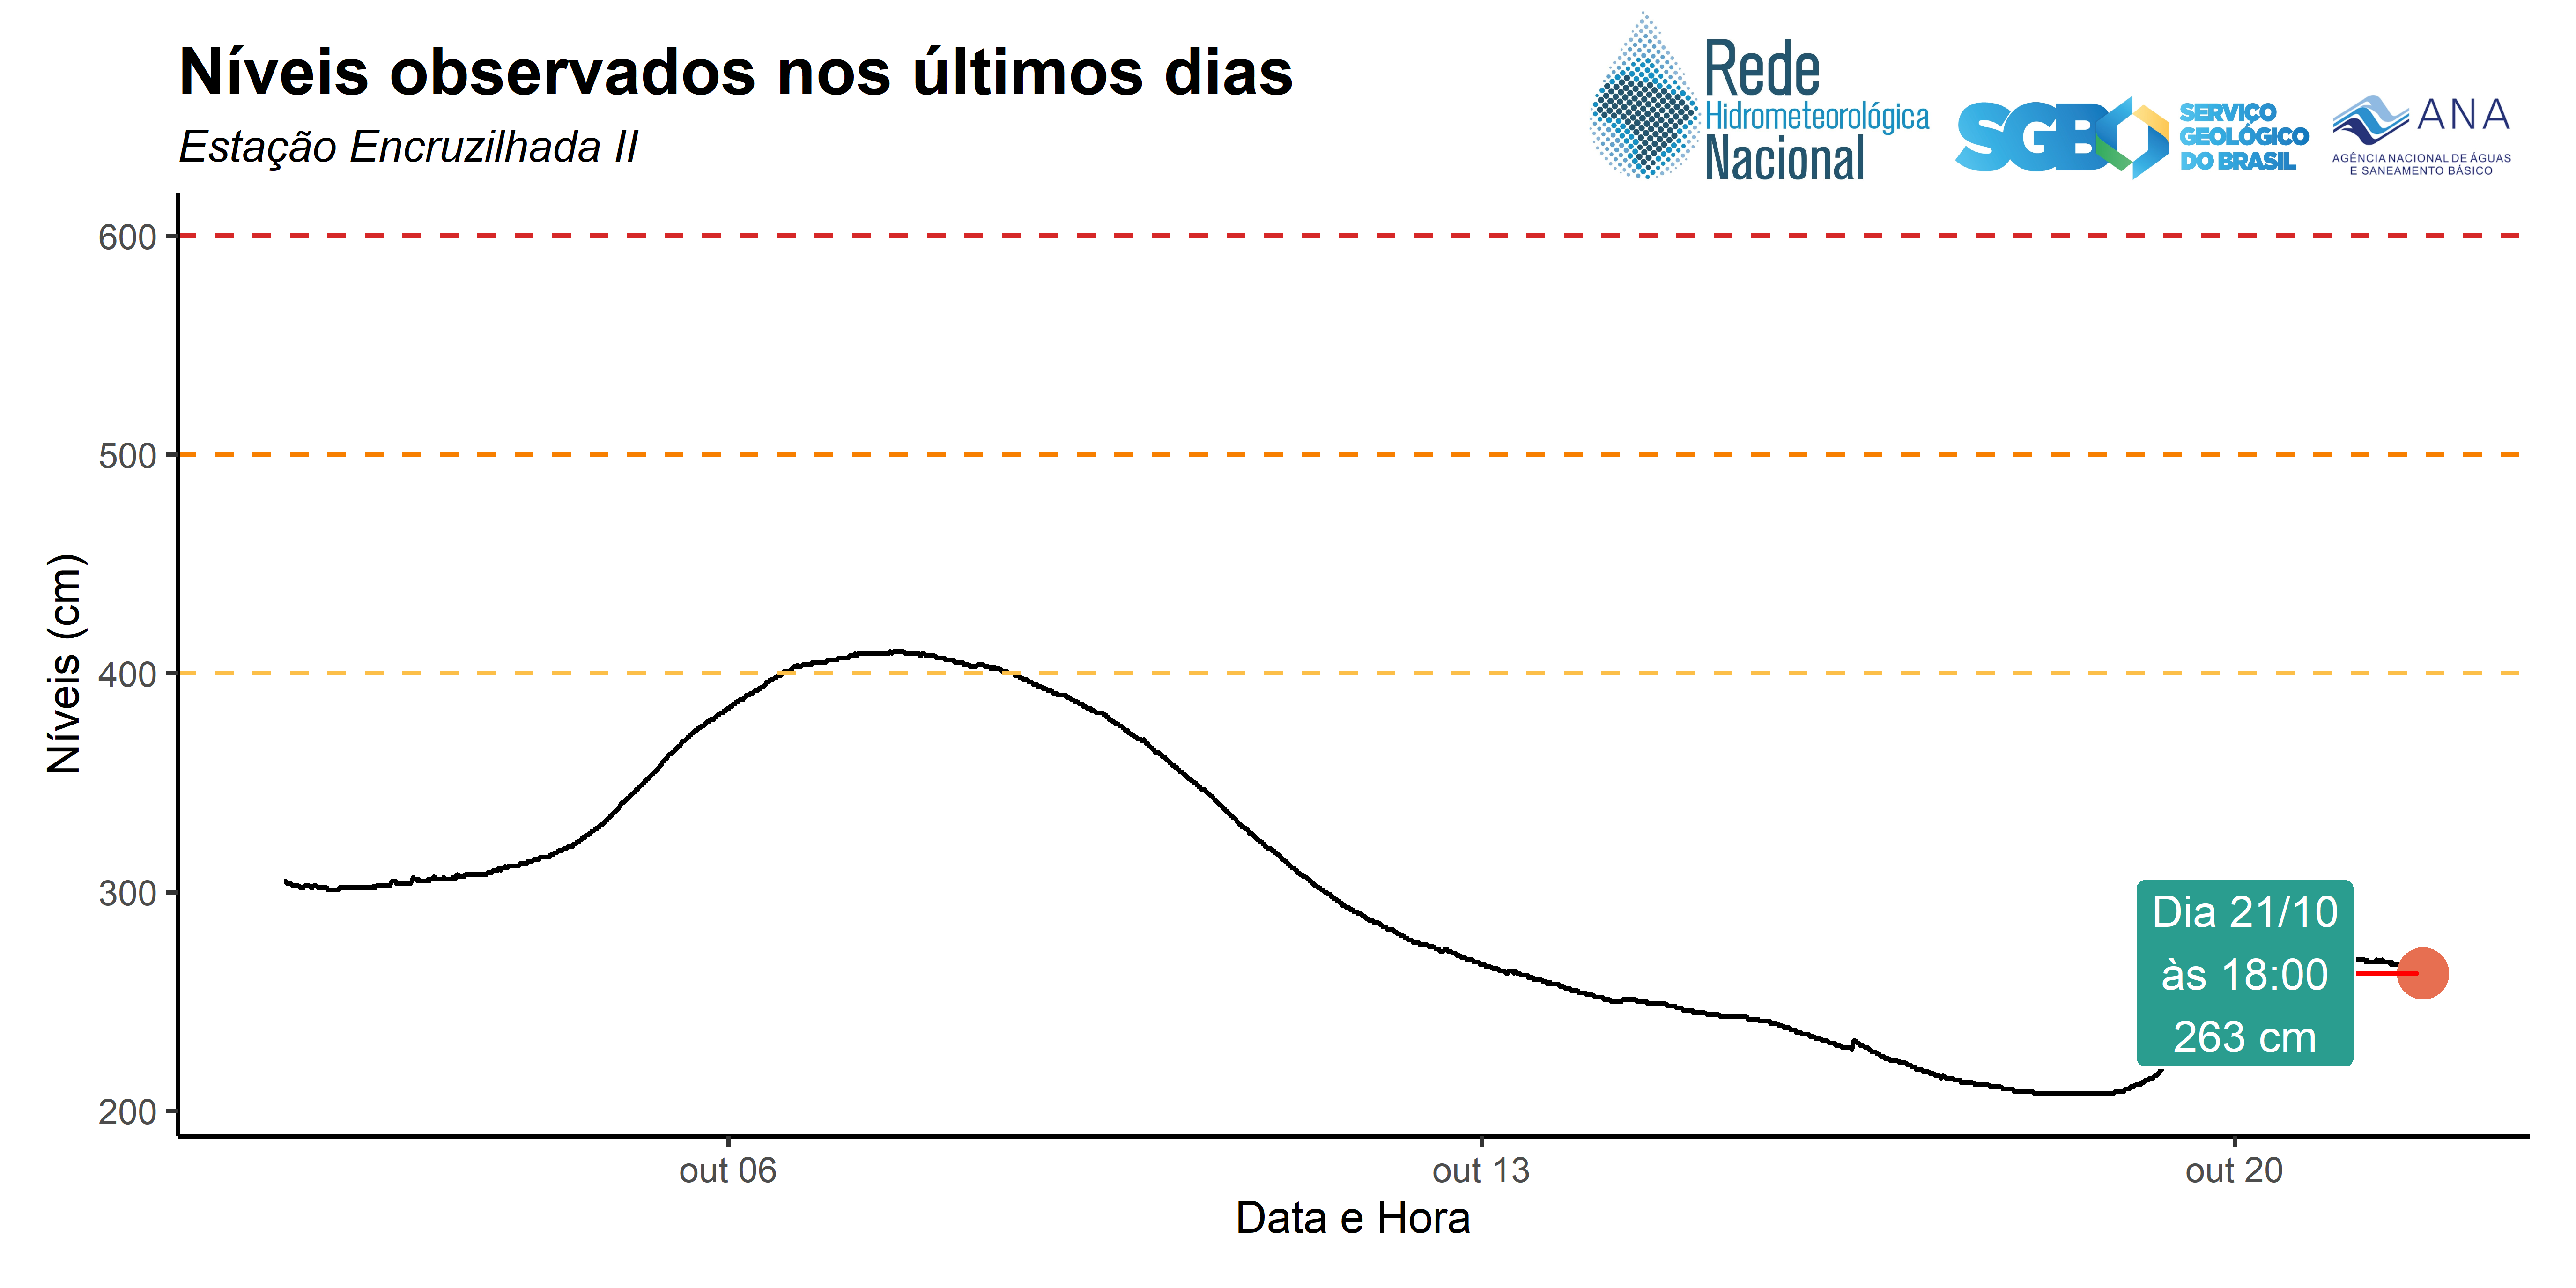 Níveis observados nos últimos dias
Estação Encruzilhada II
Rede
Hidrometeorológica
Nacional
SGB
SERVIÇO
GEOLÓGICO
DO BRASIL
ANA
AGÊNCIA NACIONAL DE ÁGUAS
E SANEAMENTO BÁSICO
600
500
400
300
200
Níveis (cm)
Dia 21/10
às 18:00
263 cm
out 06
out 13
out 20
Data e Hora